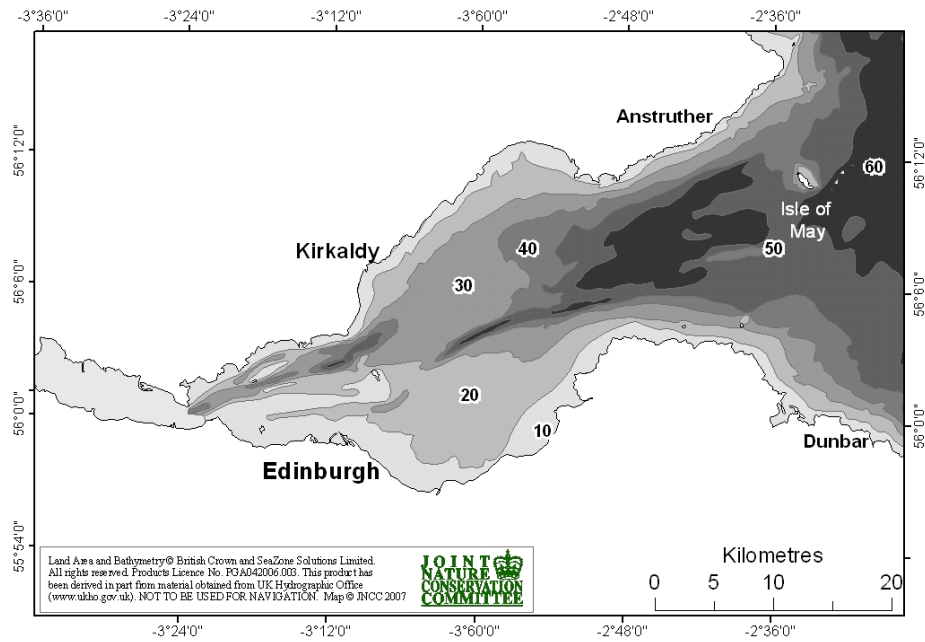 -3°36'0" -3°24'0" -3°12'0" -3°60'0" -2°48'0" -2°36'0"
Anstruther
56°12'0" 56°12'0"
60
Isle of
May
Kirkaldy
40
50
30
56°6'0" 56°6'0"
20
56°0'0" 56°0'0"
10
Dunbar
Edinburgh
55°54'0"
Land Area and Bathymetry© British Crown and SeaZone Solutions Limited.
All rights reserved. Products Licence No. PGA042006.003. This product has
been derived in part from material obtained from UK Hydrographic Office
(www.ukho.gov.uk). NOT TO BE USED FOR NAVIGATION. Map © JNCC 2007
JOINT
NATURE
CONSERVATION
COMMITTEE
Kilometres
0 5 10 20
-3°24'0" -3°12'0" -3°60'0" -2°48'0" -2°36'0"